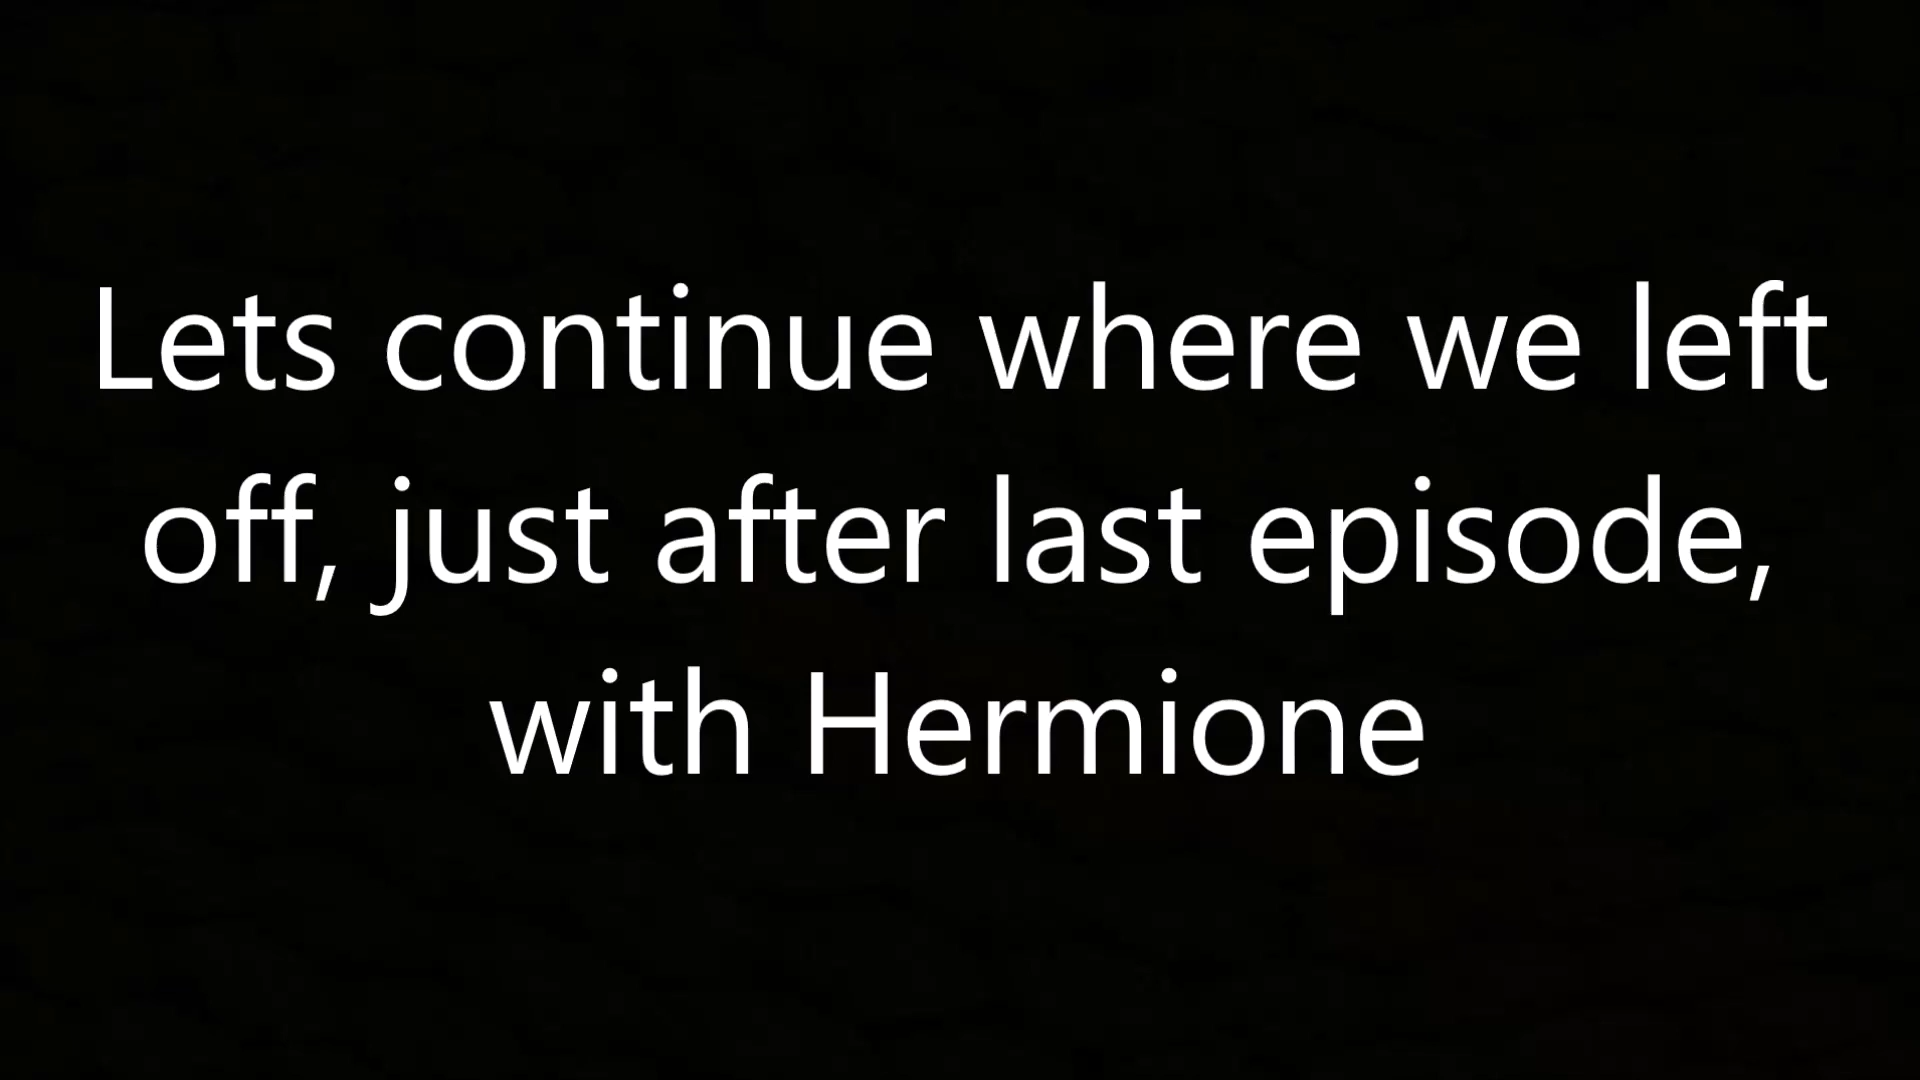 Lets continue where we left
off, just after last episode,
with Hermione